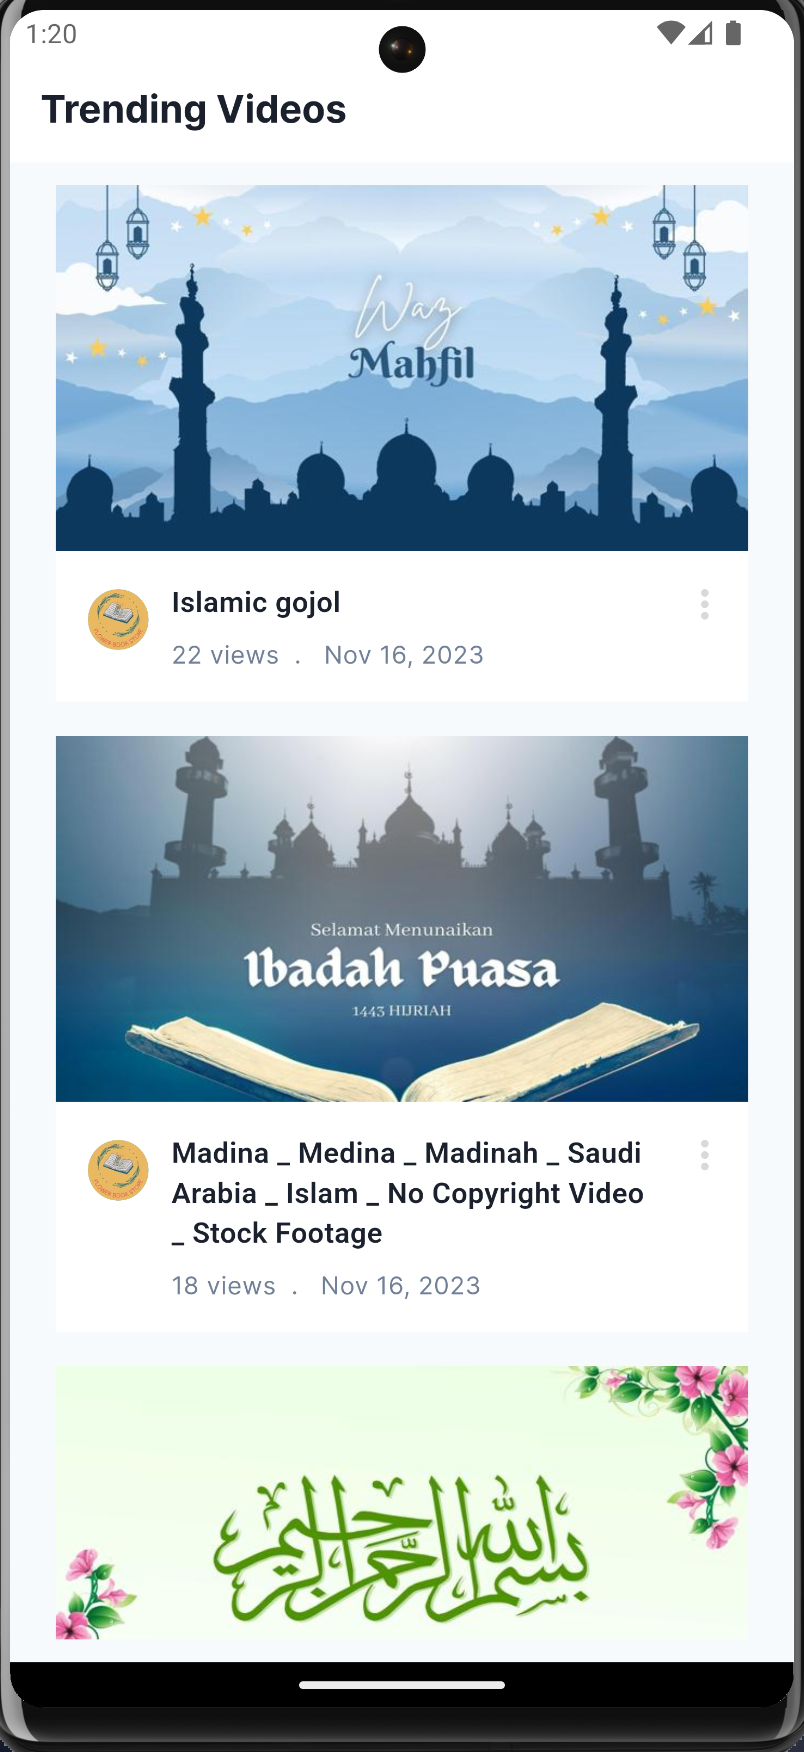 1:20
Trending Videos
Waz
Mahfil
Islamic gojol
22 views . Nov 16, 2023
Selamat Menunaikan
Ibadah Puasa
1443 HIJRIAH
Madina _ Medina _ Madinah _ Saudi
Arabia _ Islam _ No Copyright Video
_ Stock Footage
18 views . Nov 16, 2023
بسم الله الرحمن الرحيم